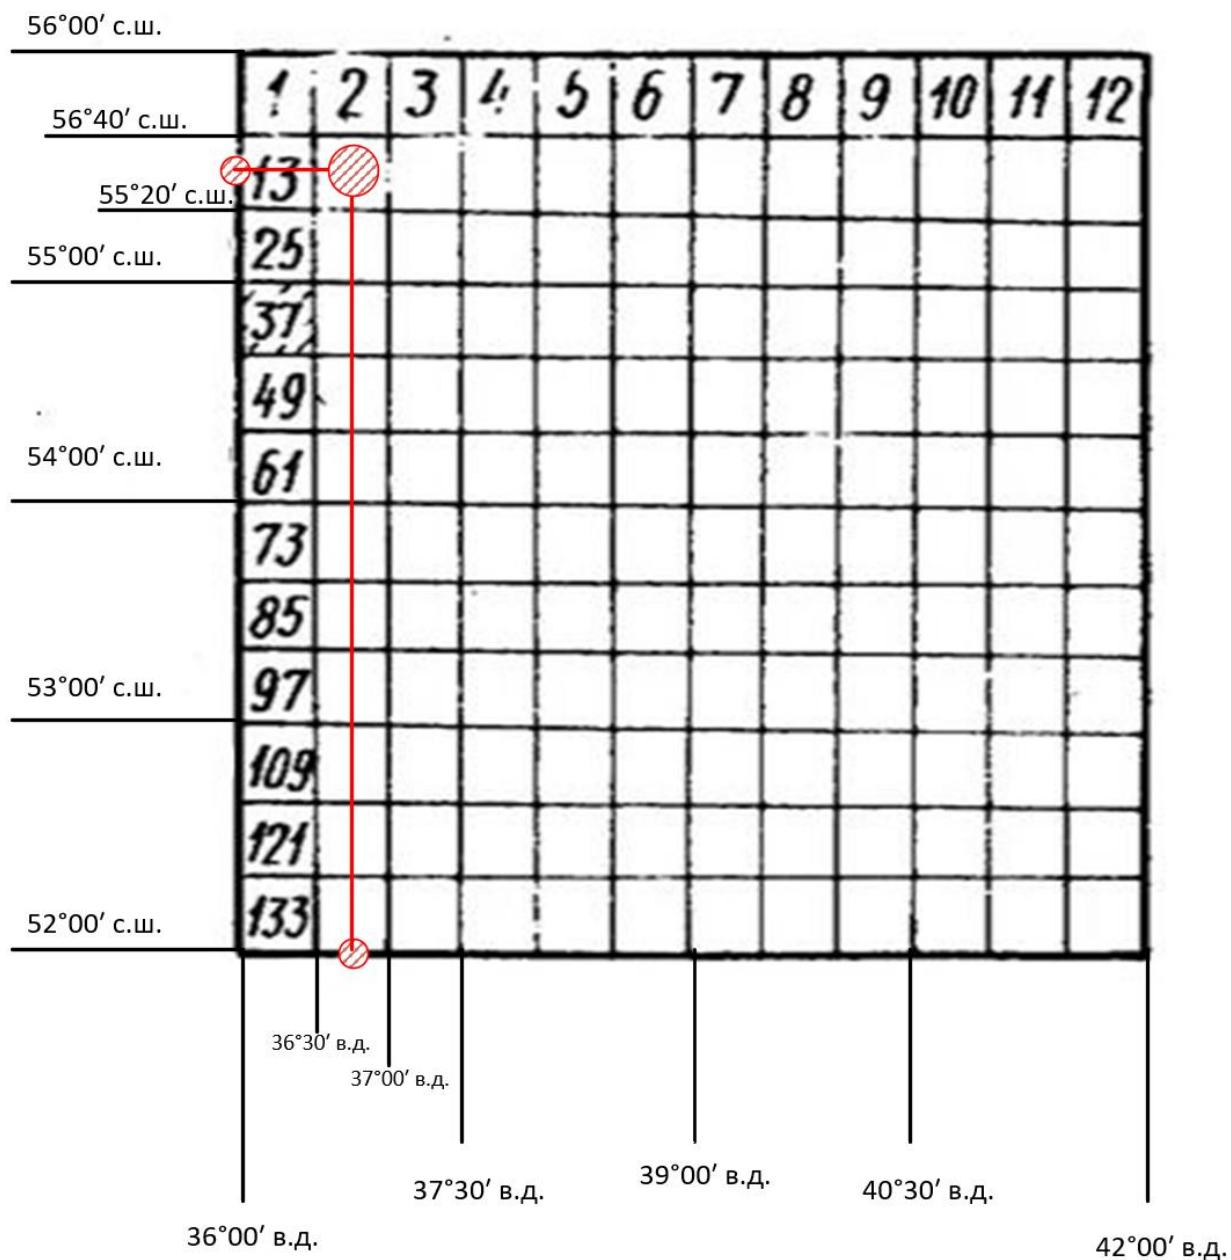 56°00′ с.ш.
1 2 3 4 5 6 7 8 9 10 11 12
56°40′ с.ш.
13
55°20′ с.ш.
25
55°00′ с.ш.
37
49
54°00′ с.ш.
61
73
85
53°00′ с.ш.
97
109
121
52°00′ с.ш.
133
36°30′ в.д.
37°00′ в.д.
39°00′ в.д.
37°30′ в.д.
40°30′ в.д.
36°00′ в.д.
42°00′ в.д.